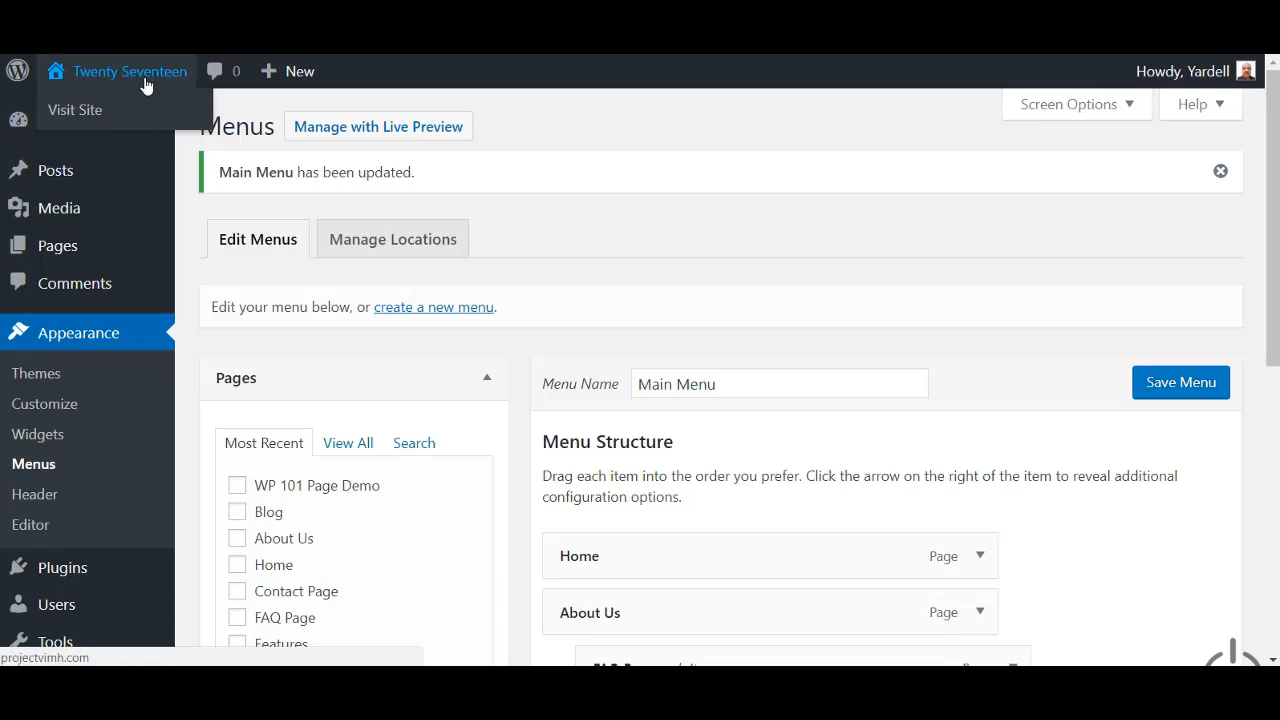 Twenty Seventeen 0 New Howdy, Yardell
Visit Site
Screen Options Help
Menus Manage with Live Preview
Main Menu has been updated.
Posts
Media
Pages
Comments
Appearance
Themes
Customize
Widgets
Menus
Header
Editor
Plugins
Users
Tools
Edit Menus Manage Locations
Edit your menu below, or create a new menu.
Pages
Most Recent View All Search
WP 101 Page Demo
Blog
About Us
Home
Contact Page
FAQ Page
Features
Menu Name Main Menu Save Menu
Menu Structure
Drag each item into the order you prefer. Click the arrow on the right of the item to reveal additional
configuration options.
Home Page
About Us Page
projectvimh.com